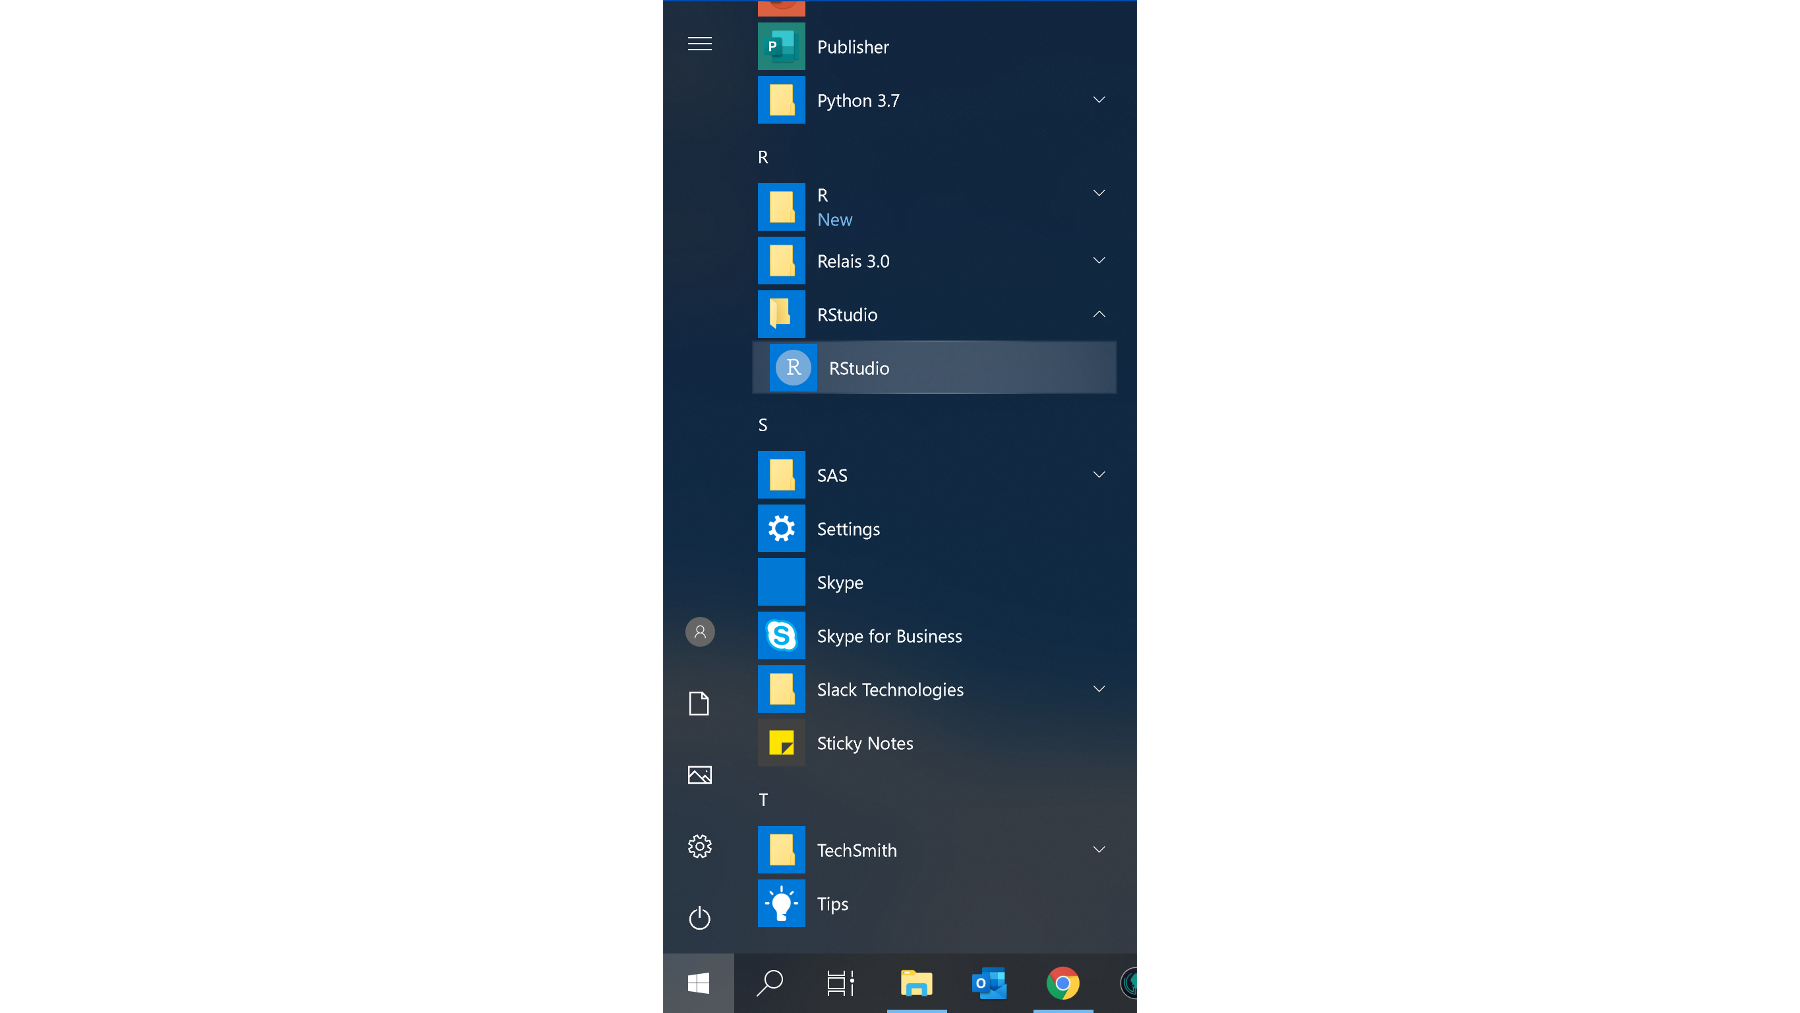 Publisher
P
Python 3.7
R
R
New
Relais 3.0
RStudio
R
RStudio
S
SAS
Settings
Skype
S
Skype for Business
Slack Technologies
Sticky Notes
T
TechSmith
Tips
O